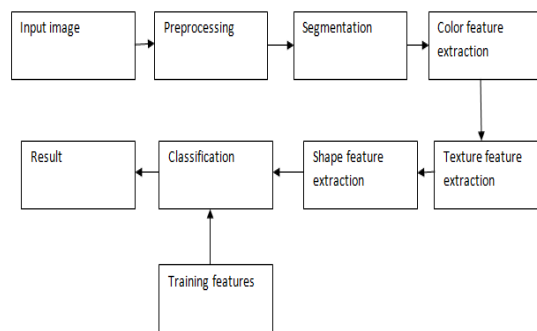 Input image
Preprocessing
Segmentation
Color feature
extraction
Result
Classification
Shape feature
extraction
Texture feature
extraction
Training features